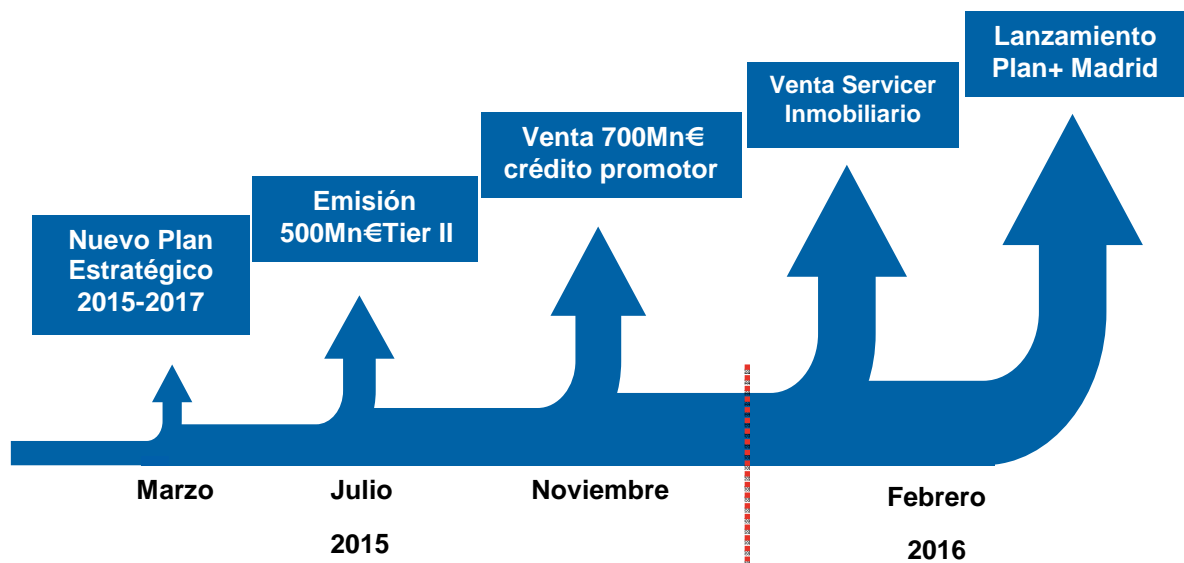 Nuevo Plan
Estratégico
2015-2017
Emisión
500Mn€Tier II
Venta 700Mn€
crédito promotor
Venta Servicer
Inmobiliario
Lanzamiento
Plan+ Madrid
Marzo
Julio
Noviembre
Febrero
2015
2016